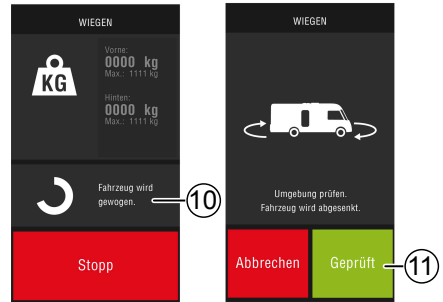 WIEGEN
KG
Vorne:
0000 kg
Max.: 1111 kg
Hinten:
0000 kg
Max.: 1111 kg
Fahrzeug wird
gewogen.
10
Stopp
WIEGEN
Umgebung prüfen.
Fahrzeug wird abgesenkt.
Abbrechen
Geprüft
11